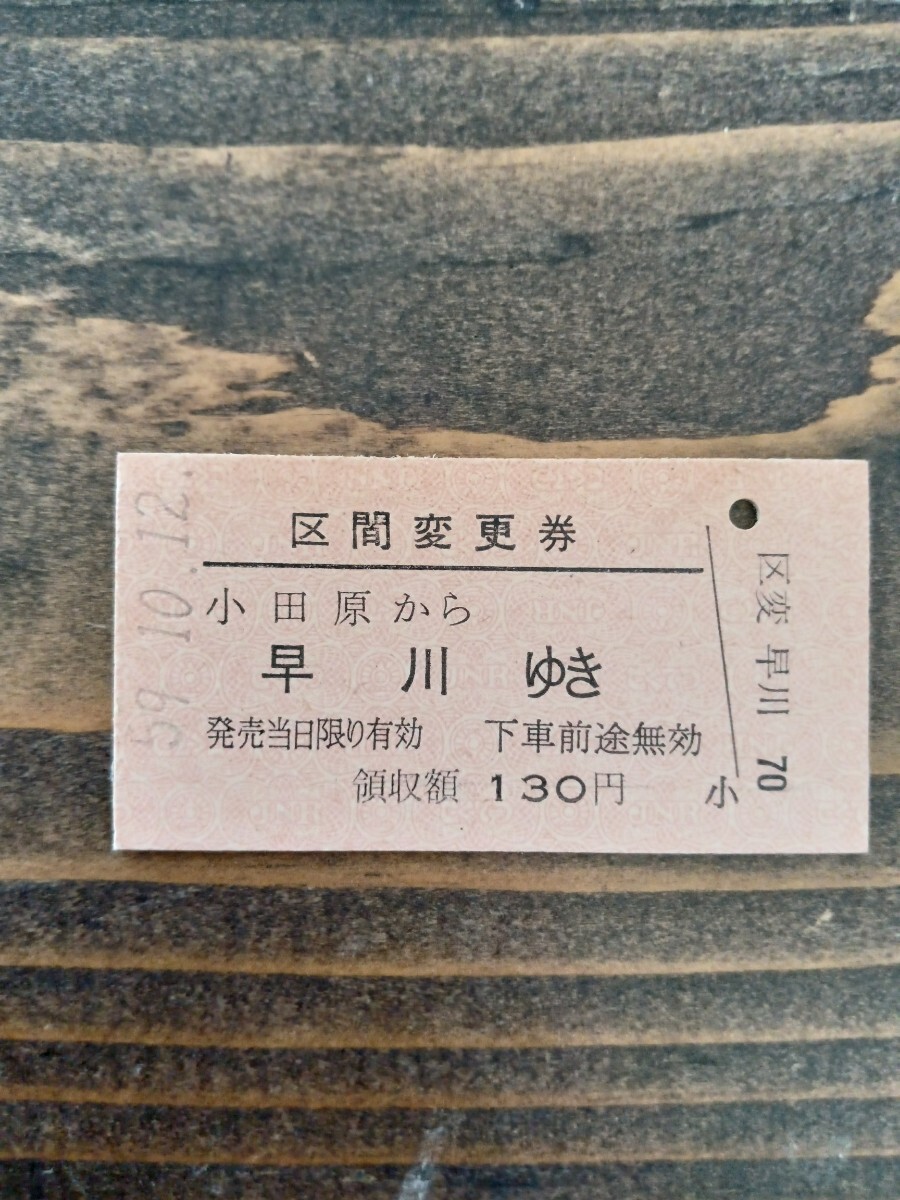 59.10.12.
区間変更券
小田原から
早川ゆき
発売当日限り有効 下車前途無効
領収額 130円
小
区変 早川 70